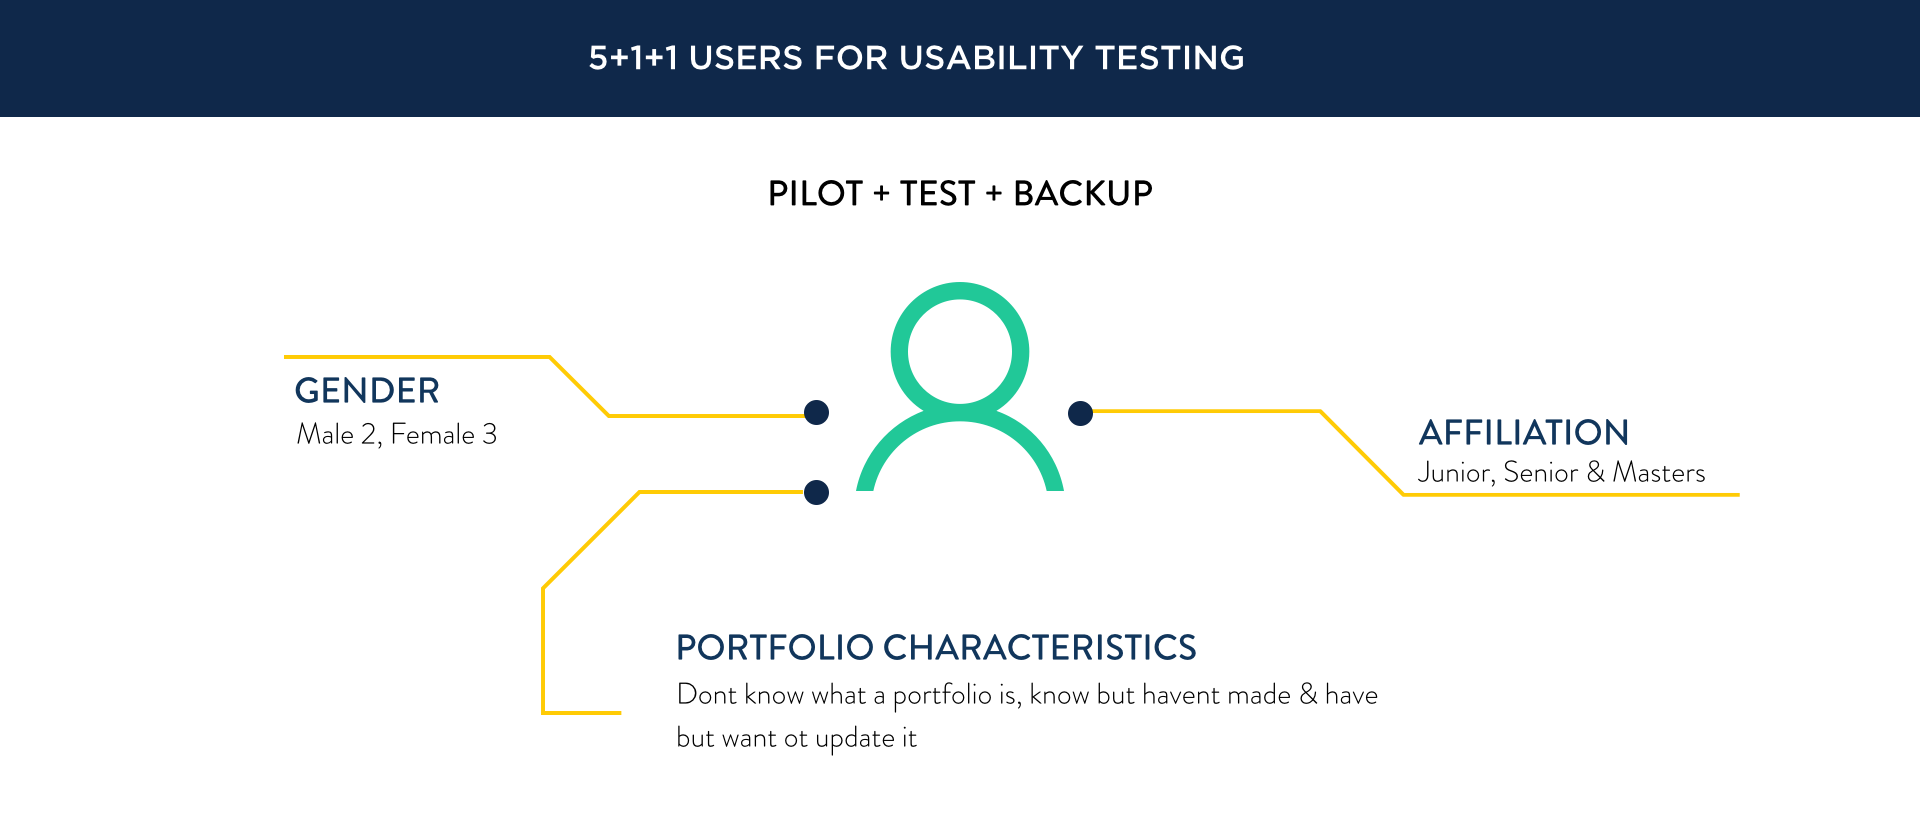 5+1+1 USERS FOR USABILITY TESTING
PILOT + TEST + BACKUP
GENDER
Male 2, Female 3
AFFILIATION
Junior, Senior & Masters
PORTFOLIO CHARACTERISTICS
Dont know what a portfolio is, know but havent made & have
but want ot update it